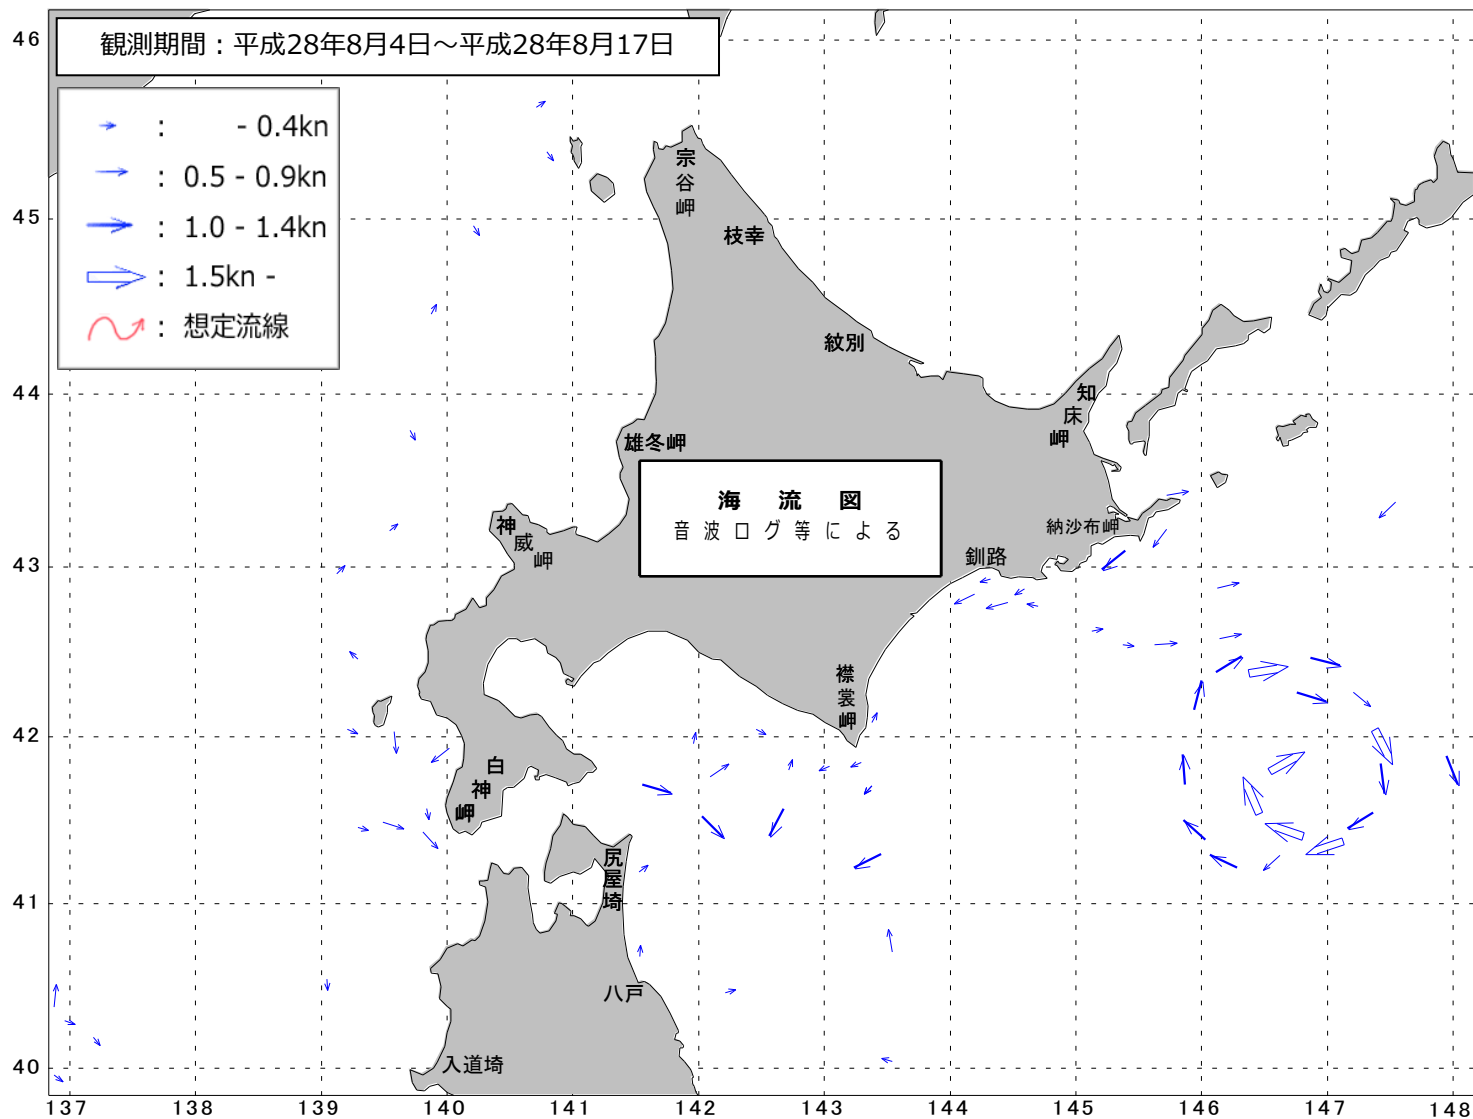 観測期間：平成28年8月4日～平成28年8月17日
： - 0.4kn
： 0.5 - 0.9kn
： 1.0 - 1.4kn
： 1.5kn -
： 想定流線
海 流 図
音 波 ロ グ 等 に よ る
宗谷岬
枝幸
紋別
知床岬
雄冬岬
納沙布岬
神威岬
釧路
襟裳岬
白神岬
尻屋埼
八戸
入道埼
46
45
44
43
42
41
40
137 138 139 140 141 142 143 144 145 146 147 148